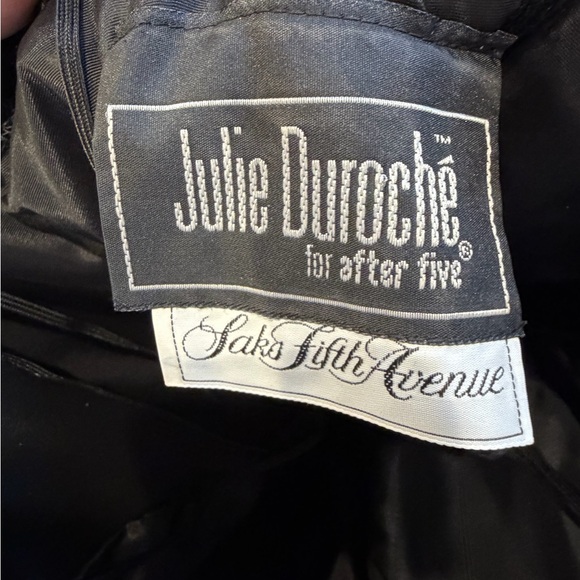 Julie Duroché™
for after five®
Saks Fifth Avenue